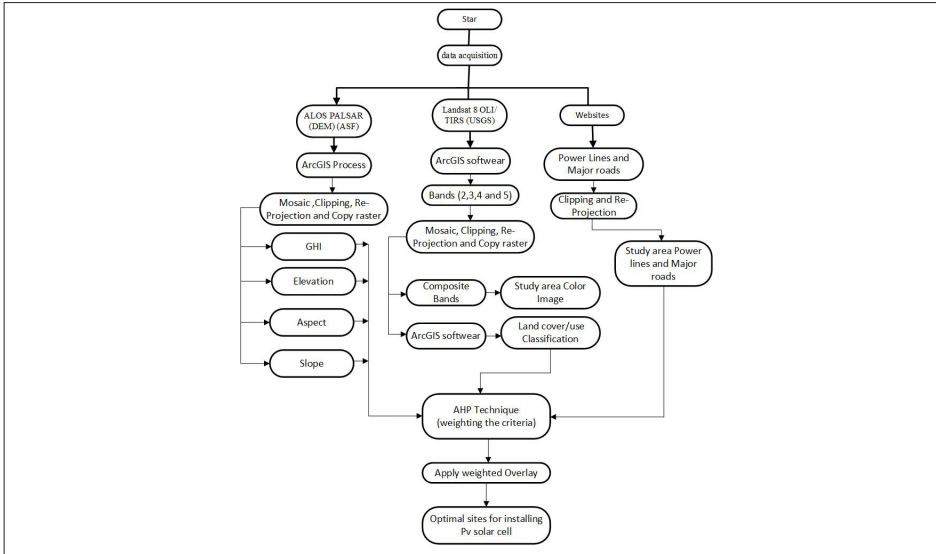 Star
data acquisition
ALOS PALSAR
(DEM) (ASF)
Landsat 8 OLI/
TIRS (USGS)
Websites
ArcGIS Process
ArcGIS softwear
Power Lines and
Major roads
Bands (2,3,4 and 5)
Clipping and Re-
Projection
Mosaic ,Clipping, Re-
Projection and Copy raster
Mosaic, Clipping, Re-
Projection and Copy raster
Study area Power
lines and Major
roads
GHI
Elevation
Aspect
Slope
Composite
Bands
Study area Color
Image
ArcGIS softwear
Land cover/use
Classification
AHP Technique
(weighting the criteria)
Apply weighted Overlay
Optimal sites for installing
Pv solar cell